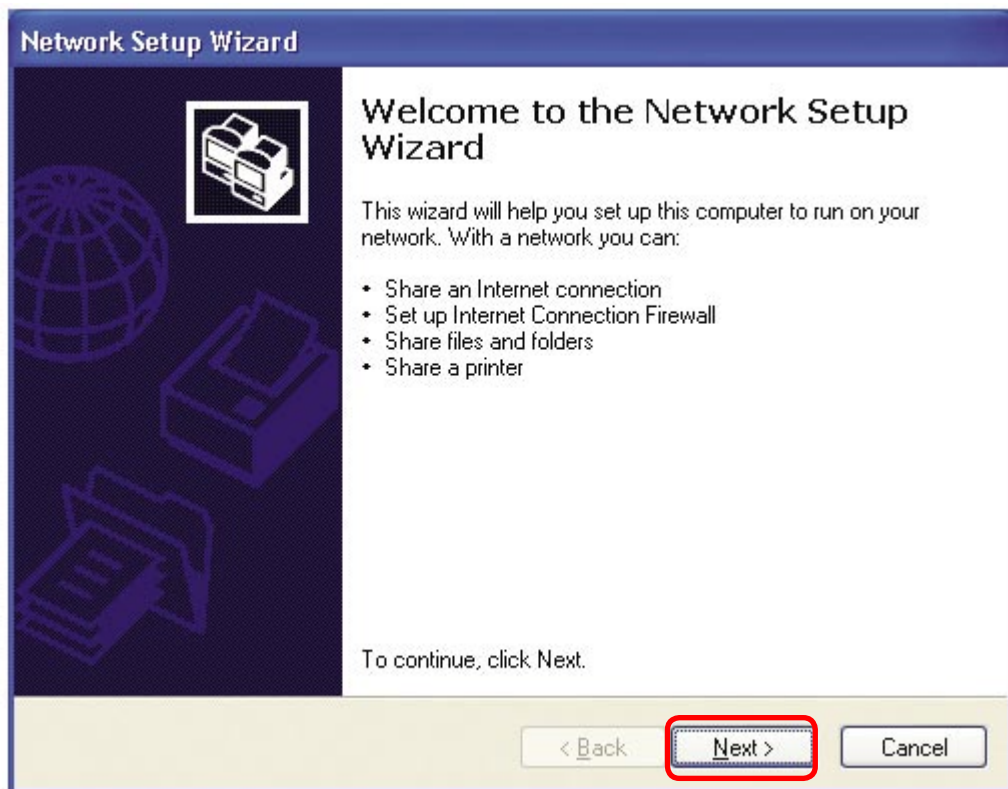 Network Setup Wizard
Welcome to the Network Setup
Wizard
This wizard will help you set up this computer to run on your
network. With a network you can:
• Share an Internet connection
• Set up Internet Connection Firewall
• Share files and folders
• Share a printer
To continue, click Next.
< Back
Next >
Cancel